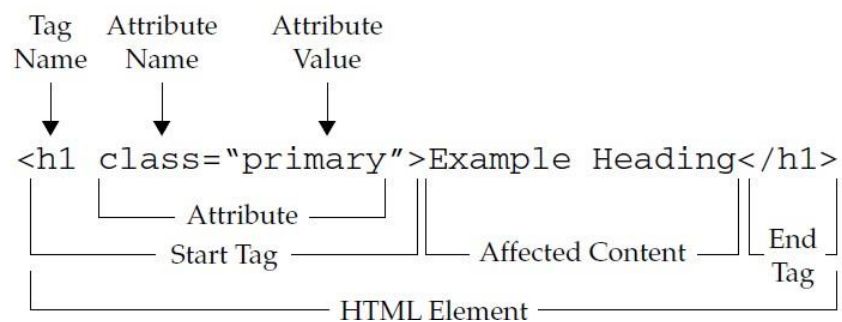 Tag Attribute Attribute
Name Name Value
<h1 class=“primary”>Example Heading</h1>
Attribute
Start Tag Affected Content End
Tag
HTML Element